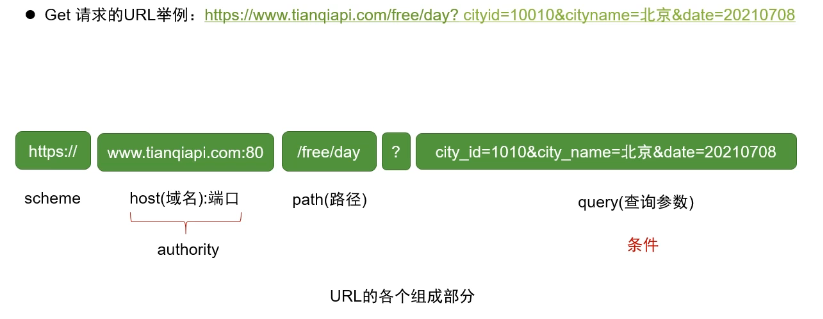 ● Get 请求的URL举例：https://www.tianqiapi.com/free/day? cityid=10010&cityname=北京&date=20210708
https:// www.tianqiapi.com:80 /free/day ? city_id=1010&city_name=北京&date=20210708
scheme host(域名):端口 path(路径) query(查询参数)
authority 条件
URL的各个组成部分